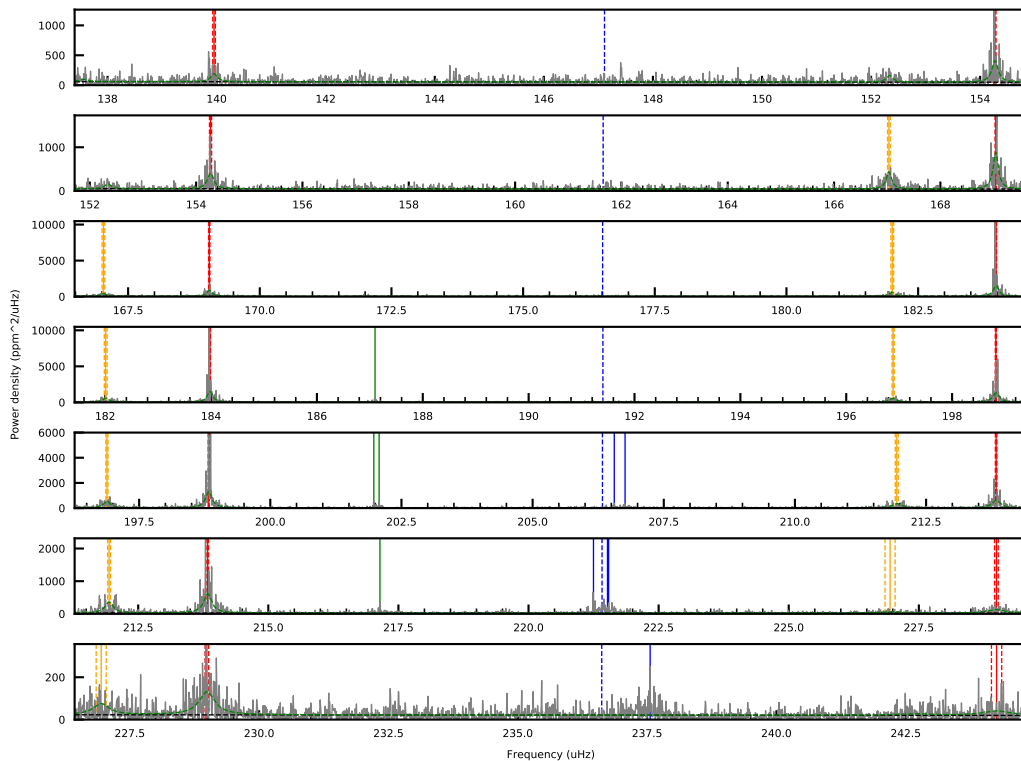 1000
500
0
138 140 142 144 146 148 150 152 154
1000
0
152 154 156 158 160 162 164 166 168
10000
5000
0
167.5 170.0 172.5 175.0 177.5 180.0 182.5
10000
5000
0
182 184 186 188 190 192 194 196 198
Power density (ppm^2/uHz)
6000
4000
2000
0
197.5 200.0 202.5 205.0 207.5 210.0 212.5
2000
1000
0
212.5 215.0 217.5 220.0 222.5 225.0 227.5
200
0
227.5 230.0 232.5 235.0 237.5 240.0 242.5
Frequency (uHz)